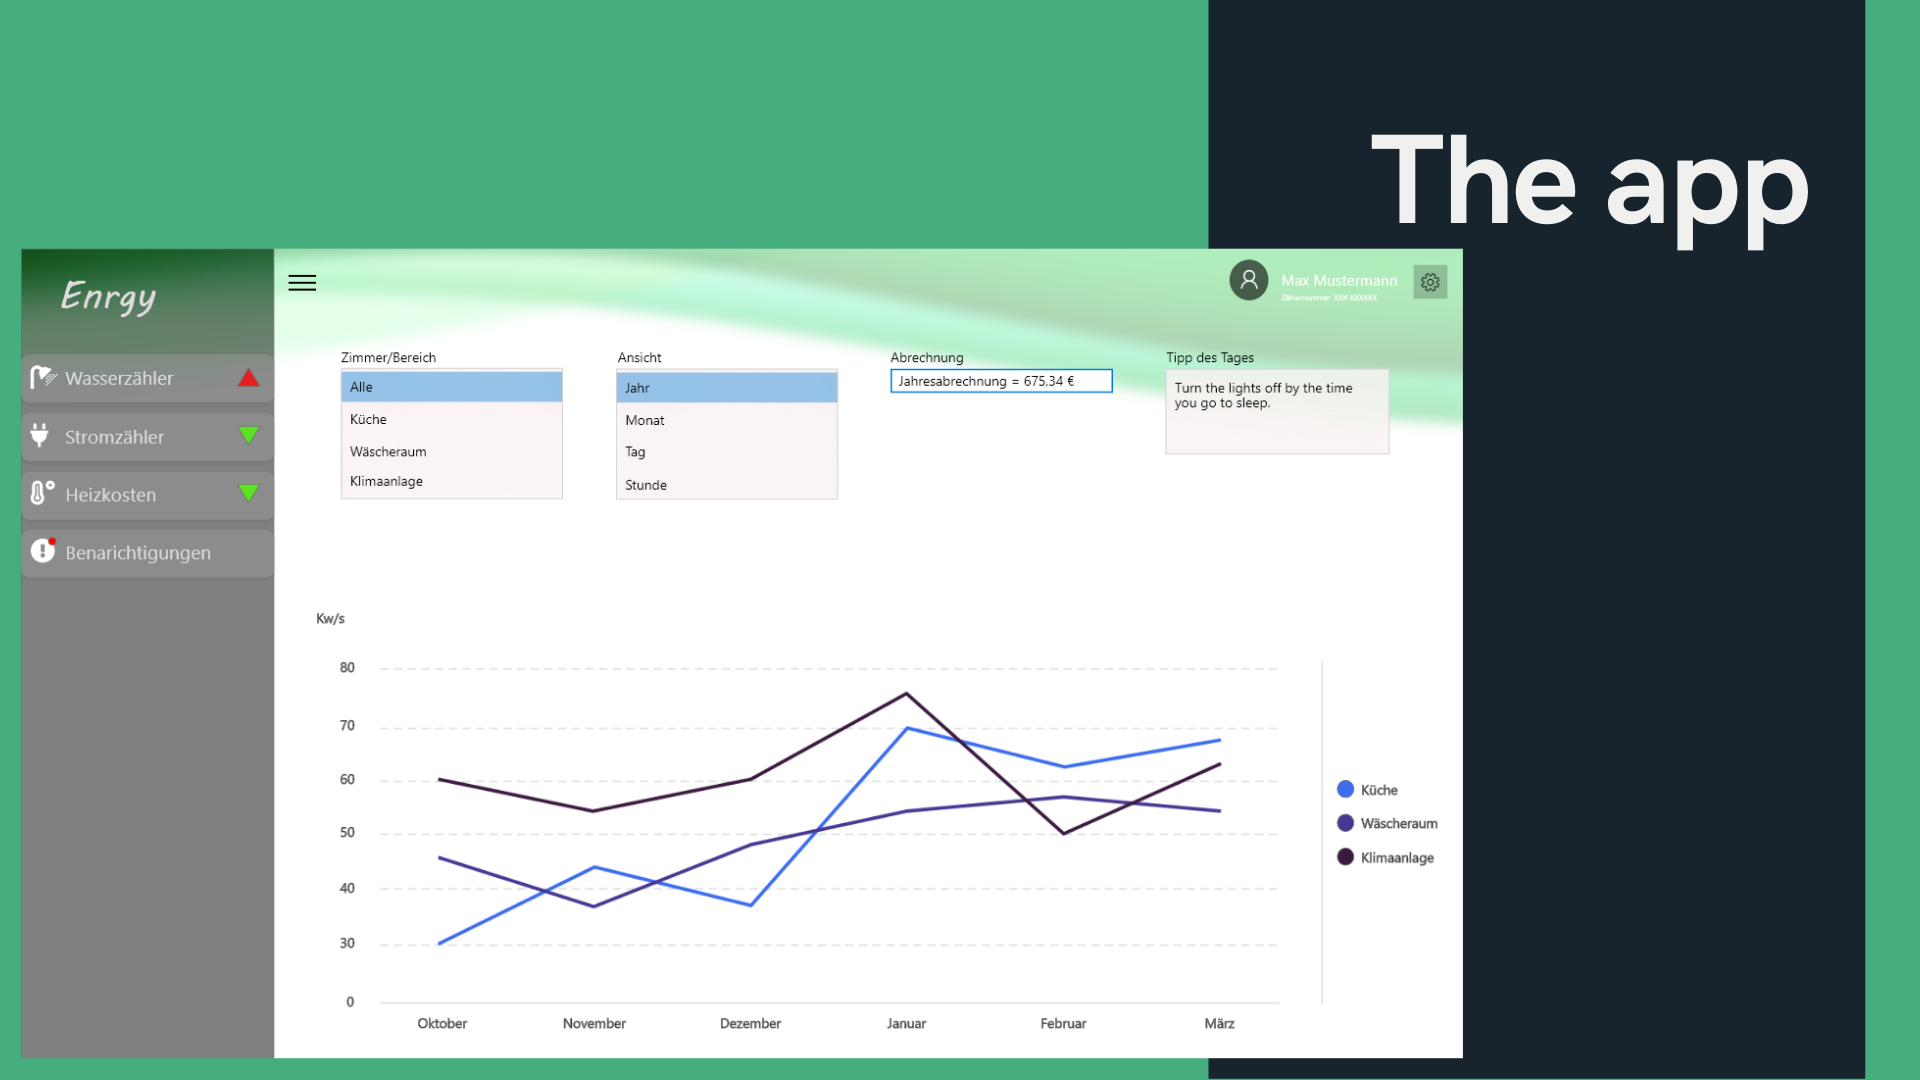 The app
Enrgy
Wasserzähler
Stromzähler
Heizkosten
Benarichtigungen
Max Mustermann
Zählernummer: XXX-XXXXXX
Zimmer/Bereich
Alle
Küche
Wäscheraum
Klimaanlage
Ansicht
Jahr
Monat
Tag
Stunde
Abrechnung
Jahresabrechnung = 675,34 €
Tipp des Tages
Turn the lights off by the time
you go to sleep.
Kw/s
80
70
60
50
40
30
0
Oktober November Dezember Januar Februar März
Küche
Wäscheraum
Klimaanlage